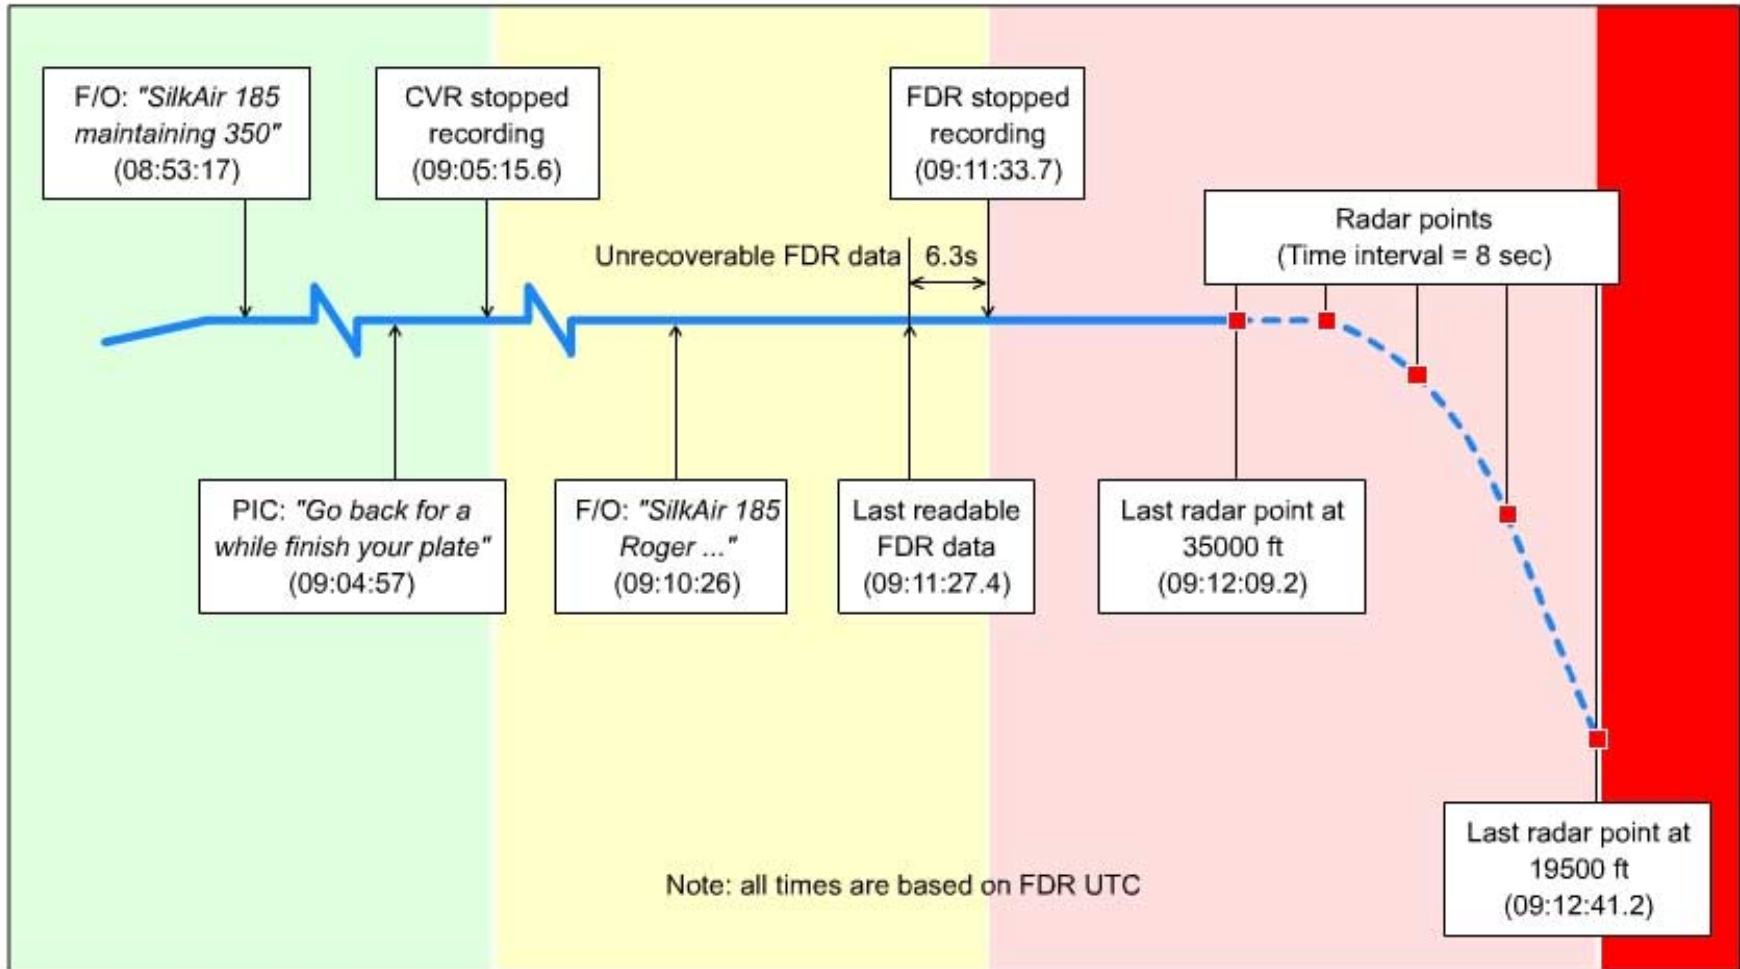 F/O: "SilkAir 185
maintaining 350"
(08:53:17)
CVR stopped
recording
(09:05:15.6)
FDR stopped
recording
(09:11:33.7)
Radar points
(Time interval = 8 sec)
Unrecoverable FDR data
6.3s
PIC: "Go back for a
while finish your plate"
(09:04:57)
F/O: "SilkAir 185
Roger ..."
(09:10:26)
Last readable
FDR data
(09:11:27.4)
Last radar point at
35000 ft
(09:12:09.2)
Last radar point at
19500 ft
(09:12:41.2)
Note: all times are based on FDR UTC